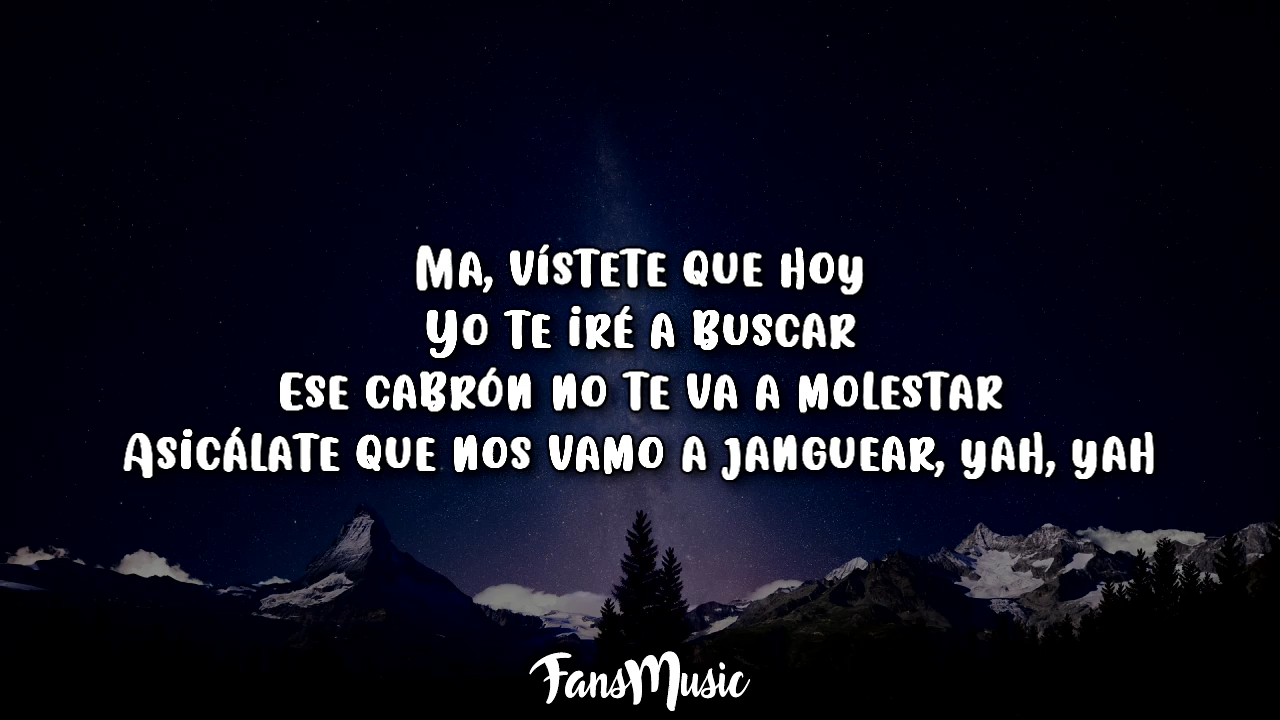 Ma, vístete que hoy
Yo te iré a buscar
Ese cabrón no te va a molestar
Asicálate que nos vamo a janguear, yah, yah
FansMusic